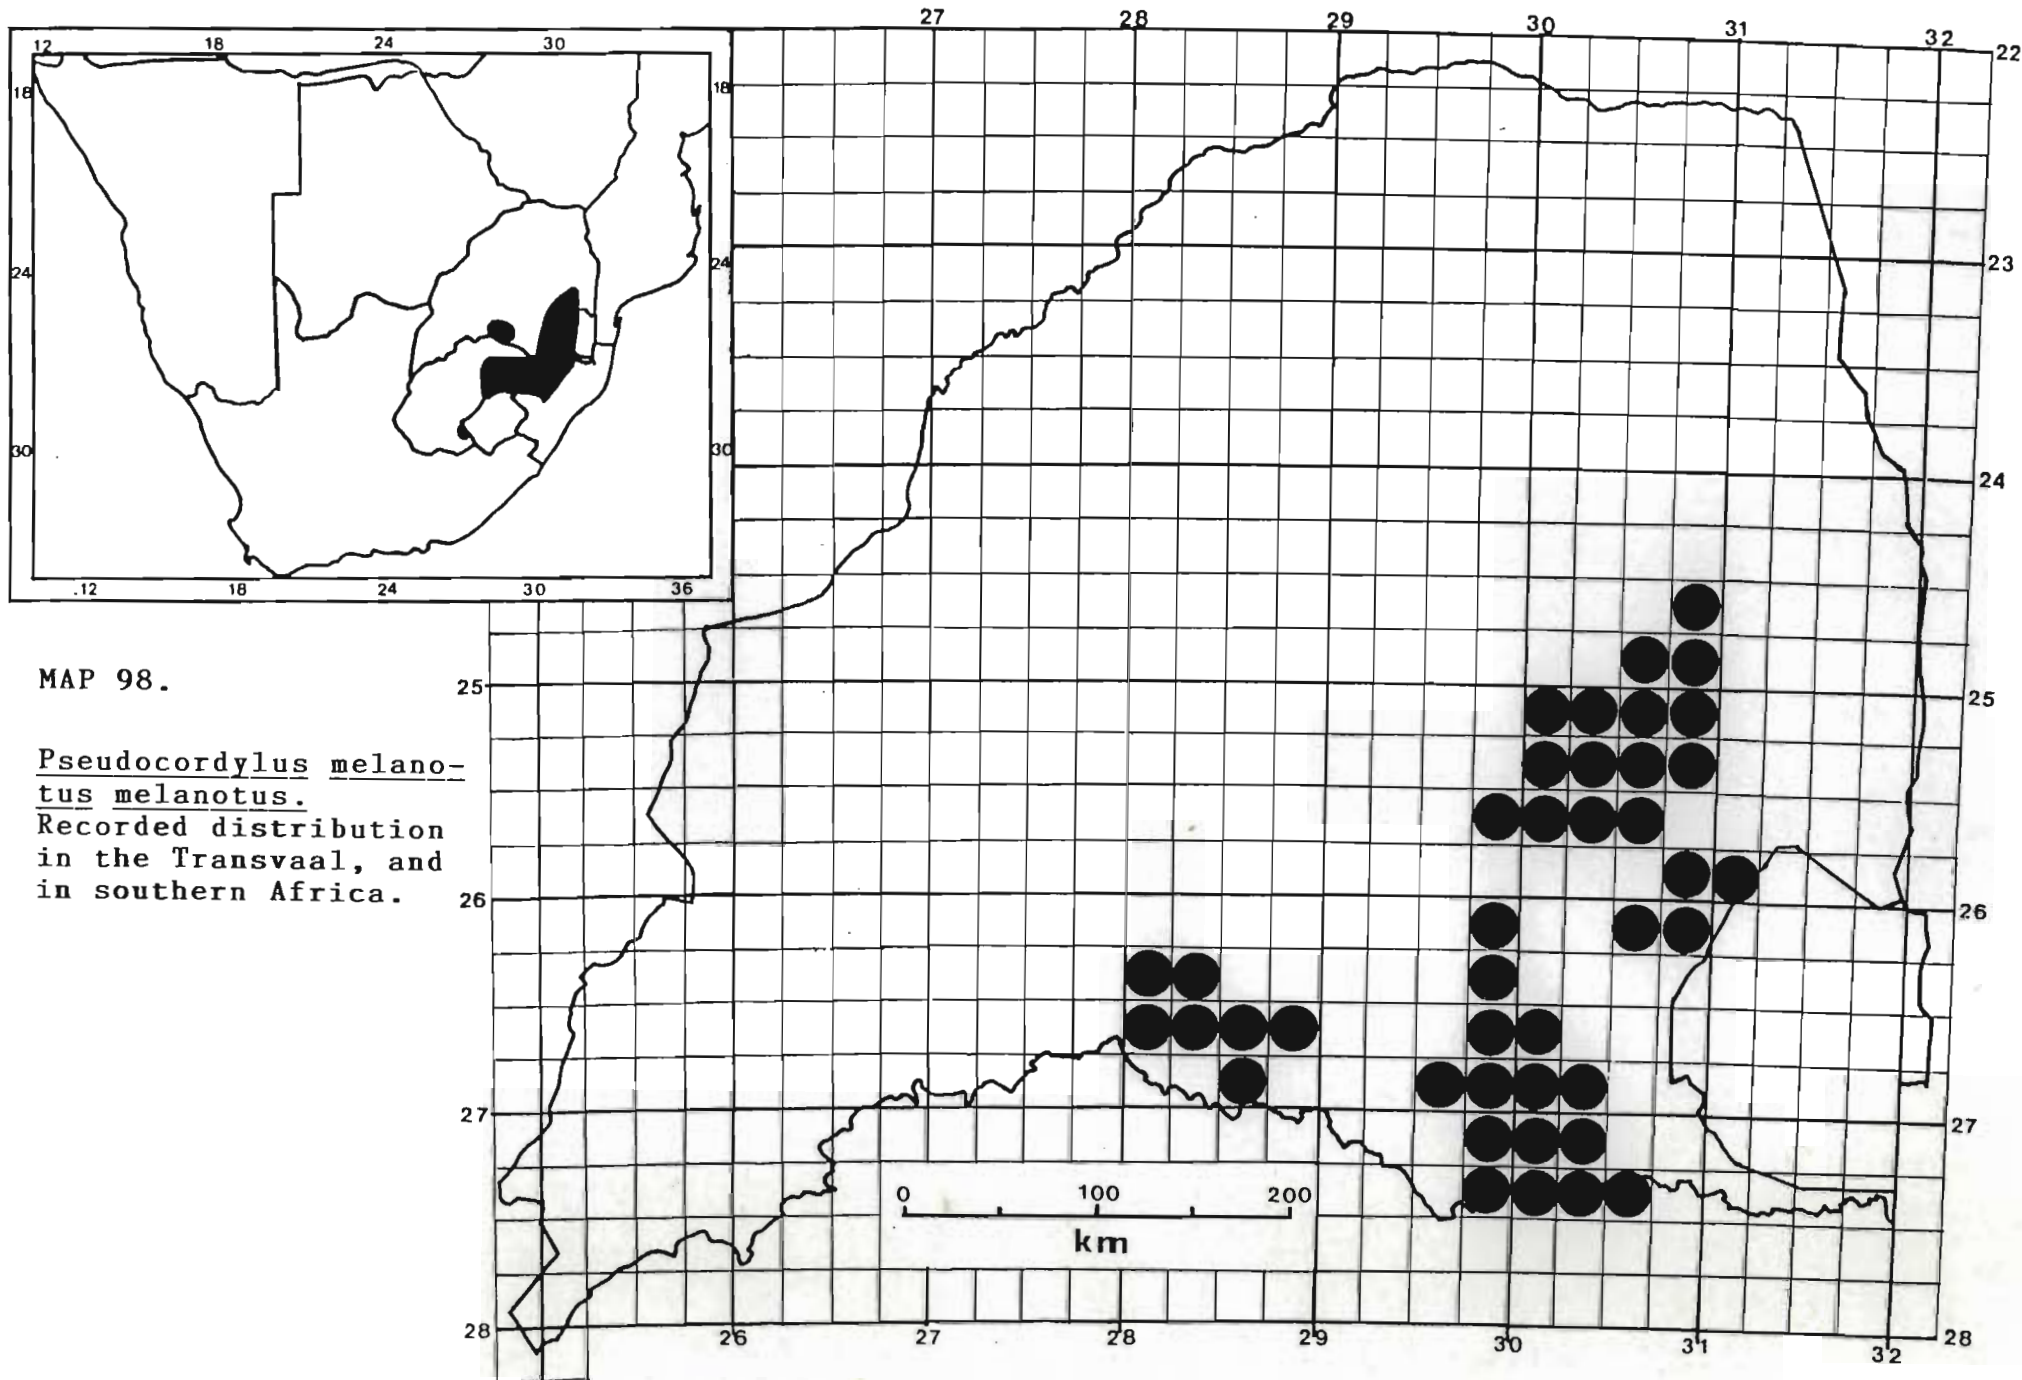 27 28 29 30 31 32
22
12 18 24 30
18 18
24 24
23
30 30
24
.12 18 24 30 36
MAP 98.
25 25
Pseudocordylus melano-
tus melanotus.
Recorded distribution
in the Transvaal, and
in southern Africa.
26 26
27 27
0 100 200
km
28 28
26 27 28 29 30 31 32